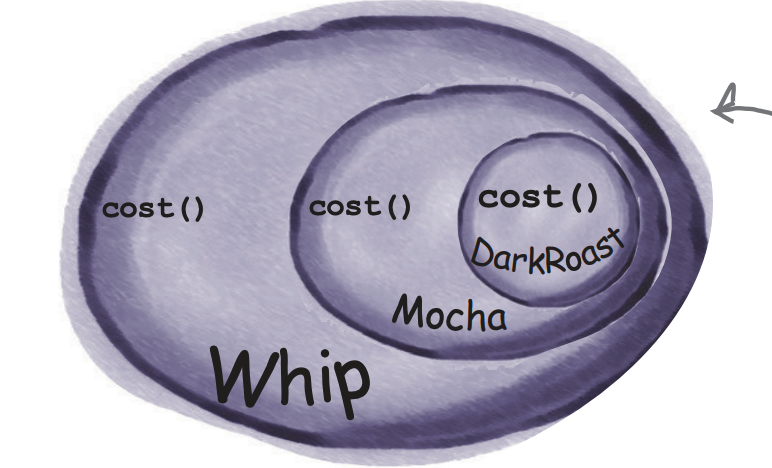 cost()
cost()
cost()
DarkRoast
Mocha
Whip